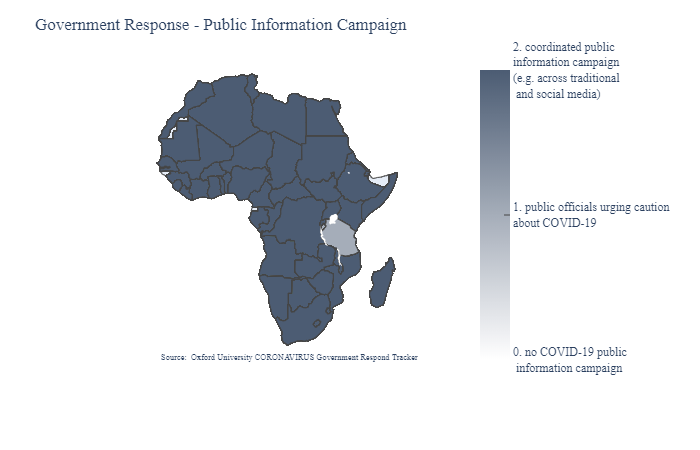 Government Response - Public Information Campaign
2. coordinated public
information campaign
(e.g. across traditional
and social media)
1. public officials urging caution
about COVID-19
0. no COVID-19 public
information campaign
Source: Oxford University CORONAVIRUS Government Respond Tracker